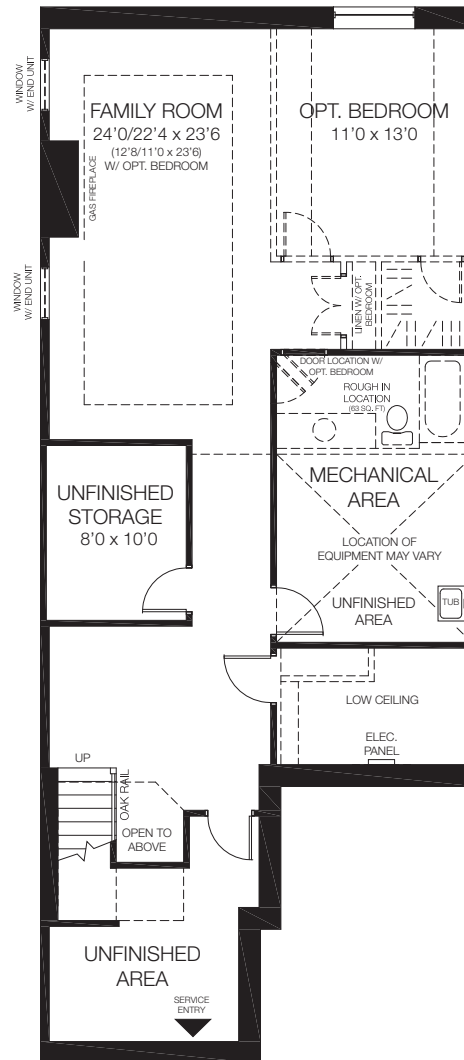 WINDOW
W/ END UNIT
FAMILY ROOM
24'0/22'4 x 23'6
(12'8/11'0 x 23'6)
W/ OPT. BEDROOM
GAS FIREPLACE
OPT. BEDROOM
11'0 x 13'0
WINDOW
W/ END UNIT
LINEN W/ OPT.
BEDROOM
DOOR LOCATION W/
OPT. BEDROOM
ROUGH IN
LOCATION
(63 SQ. FT)
UNFINISHED
STORAGE
8'0 x 10'0
MECHANICAL
AREA
LOCATION OF
EQUIPMENT MAY VARY
UNFINISHED
AREA
TUB
LOW CEILING
ELEC.
PANEL
UP
OAK RAIL
OPEN TO
ABOVE
UNFINISHED
AREA
SERVICE
ENTRY